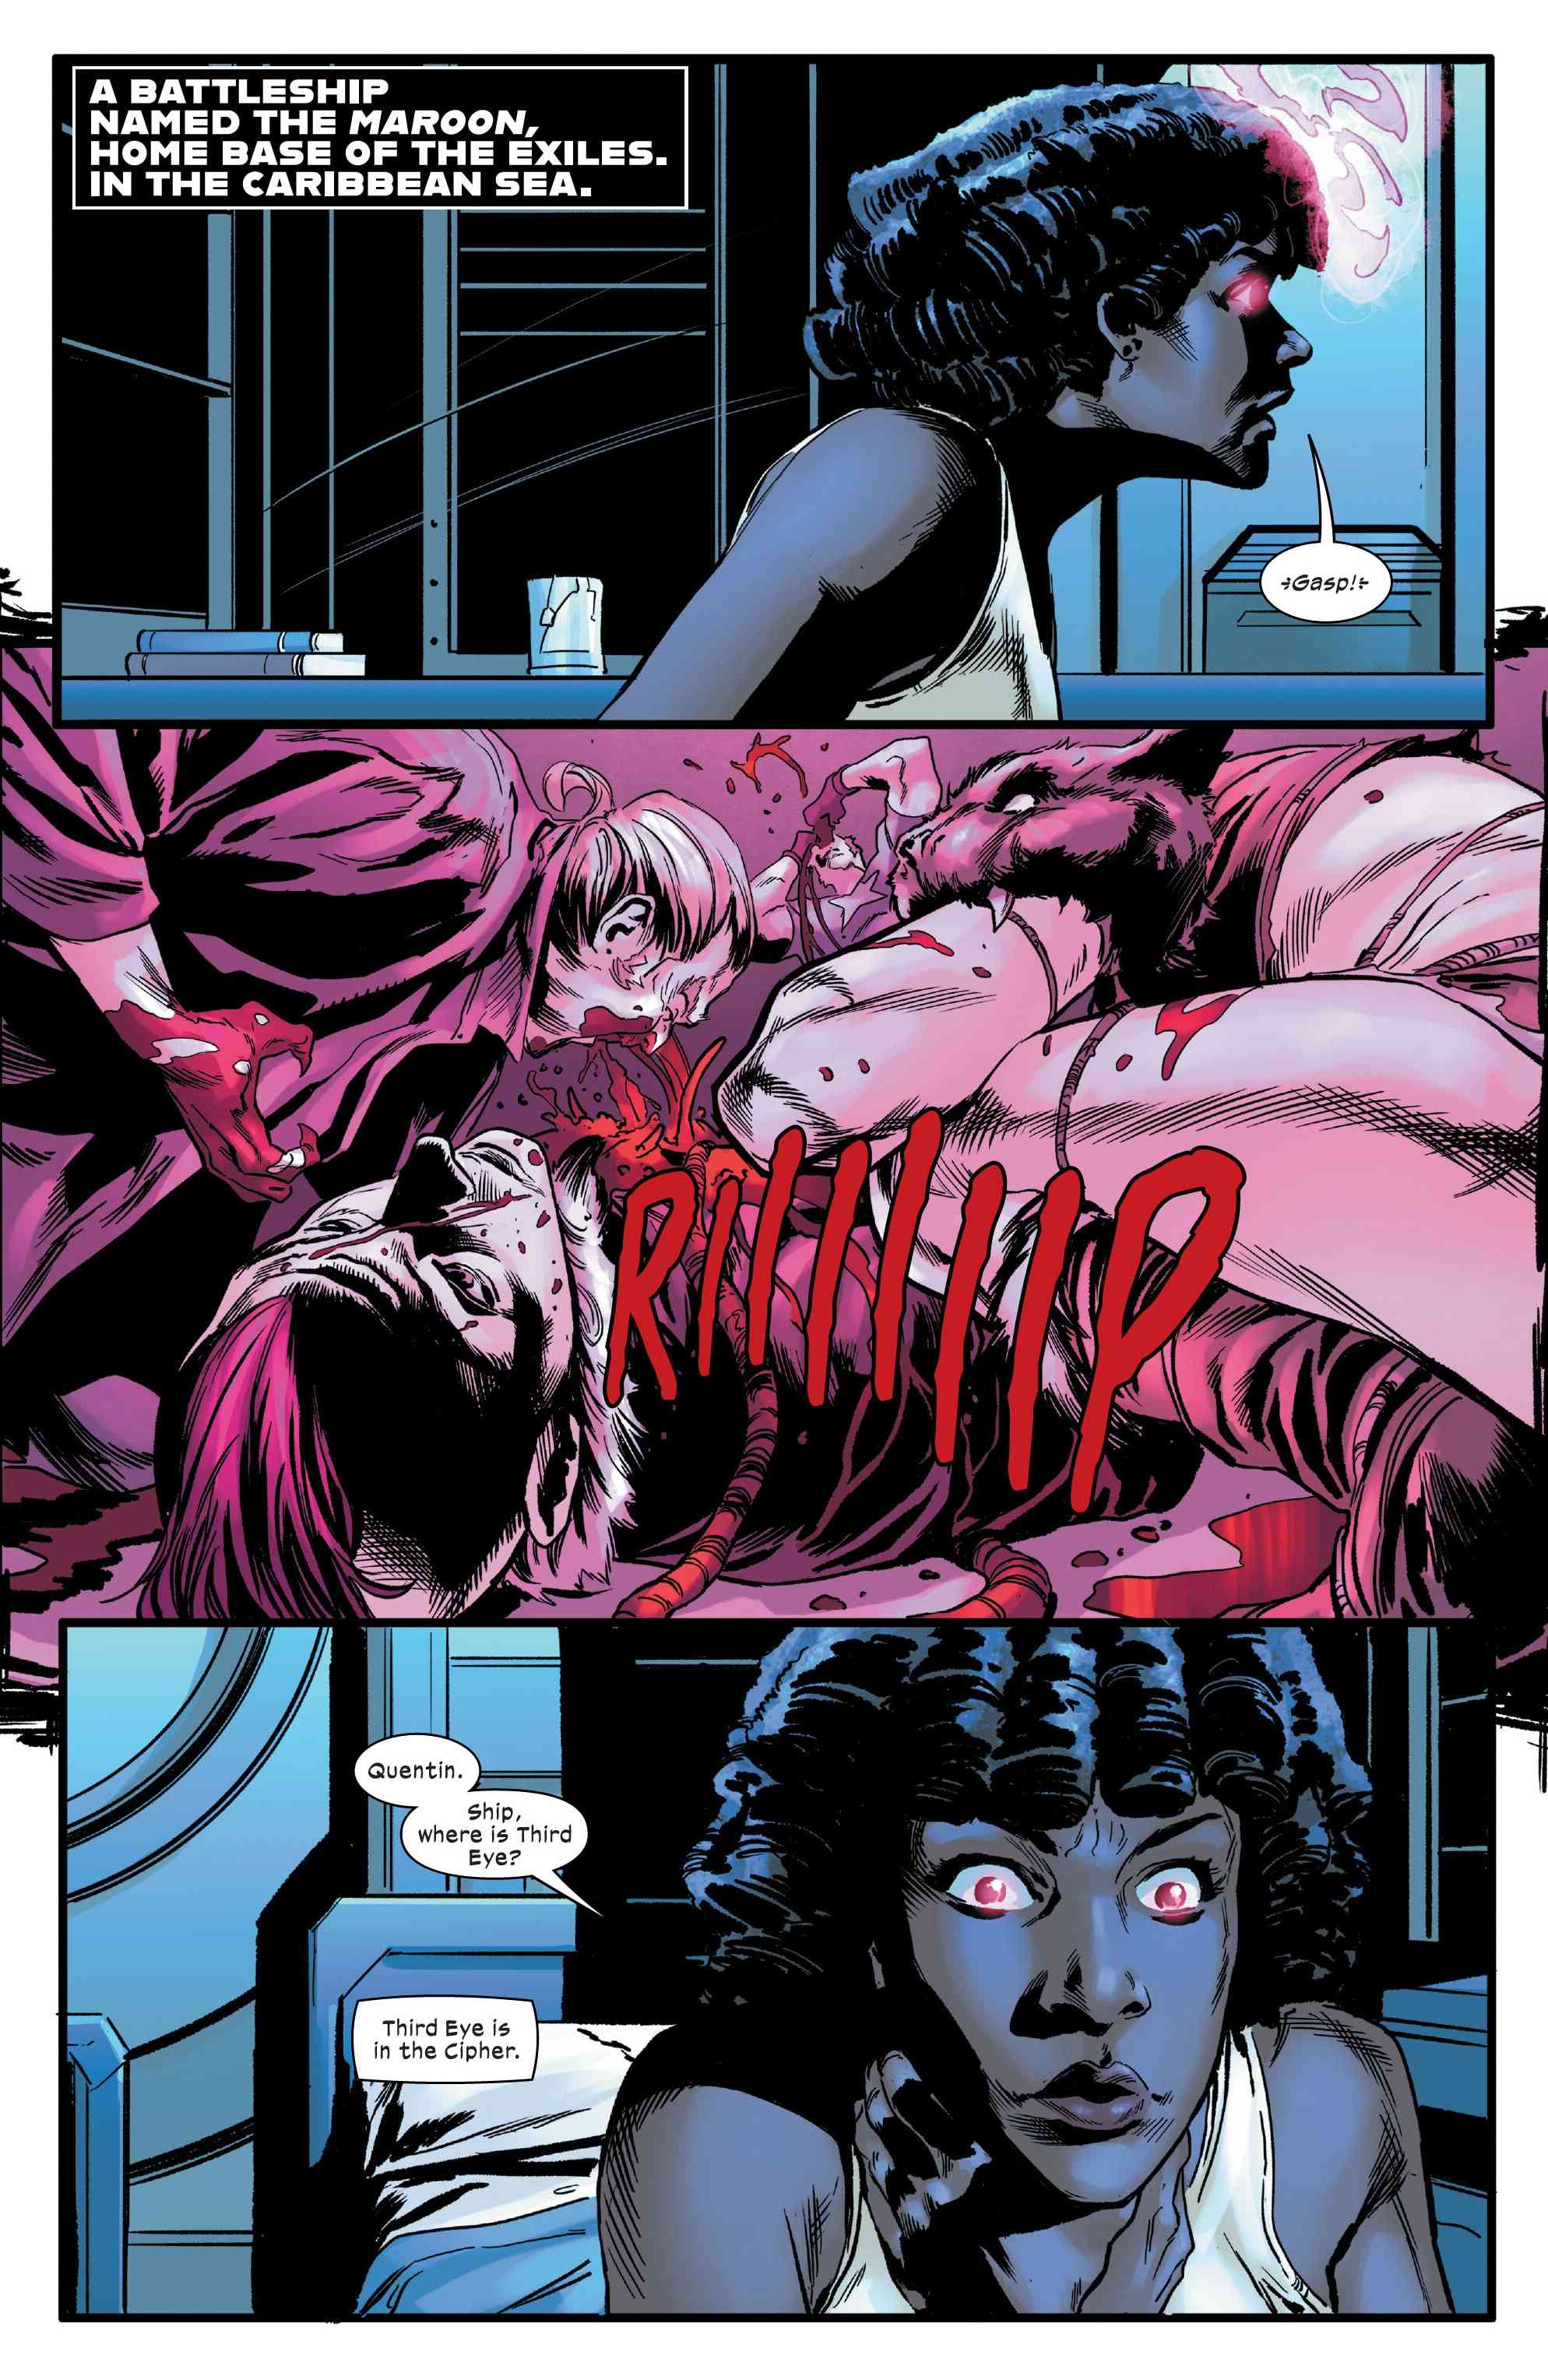 A BATTLESHIP
NAMED THE MAROON,
HOME BASE OF THE EXILES.
IN THE CARIBBEAN SEA.
Gasp!
RIIIIIIIP
Quentin.
Ship,
where is Third
Eye?
Third Eye is
in the Cipher.